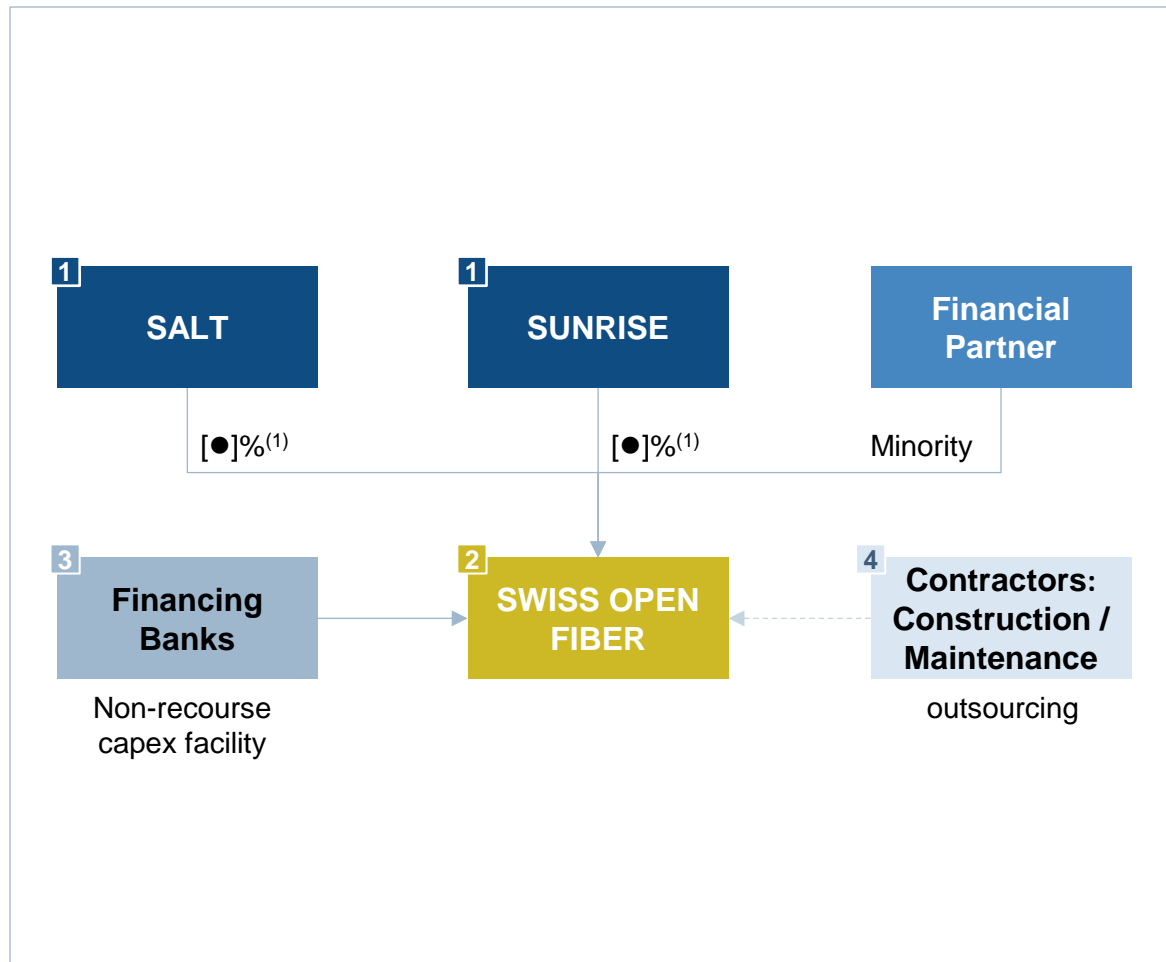 1
SALT
1
SUNRISE
Financial
Partner
[●]%(1)
[●]%(1)
Minority
3
Financing
Banks
2
SWISS OPEN
FIBER
4
Contractors:
Construction /
Maintenance
Non-recourse
capex facility
outsourcing